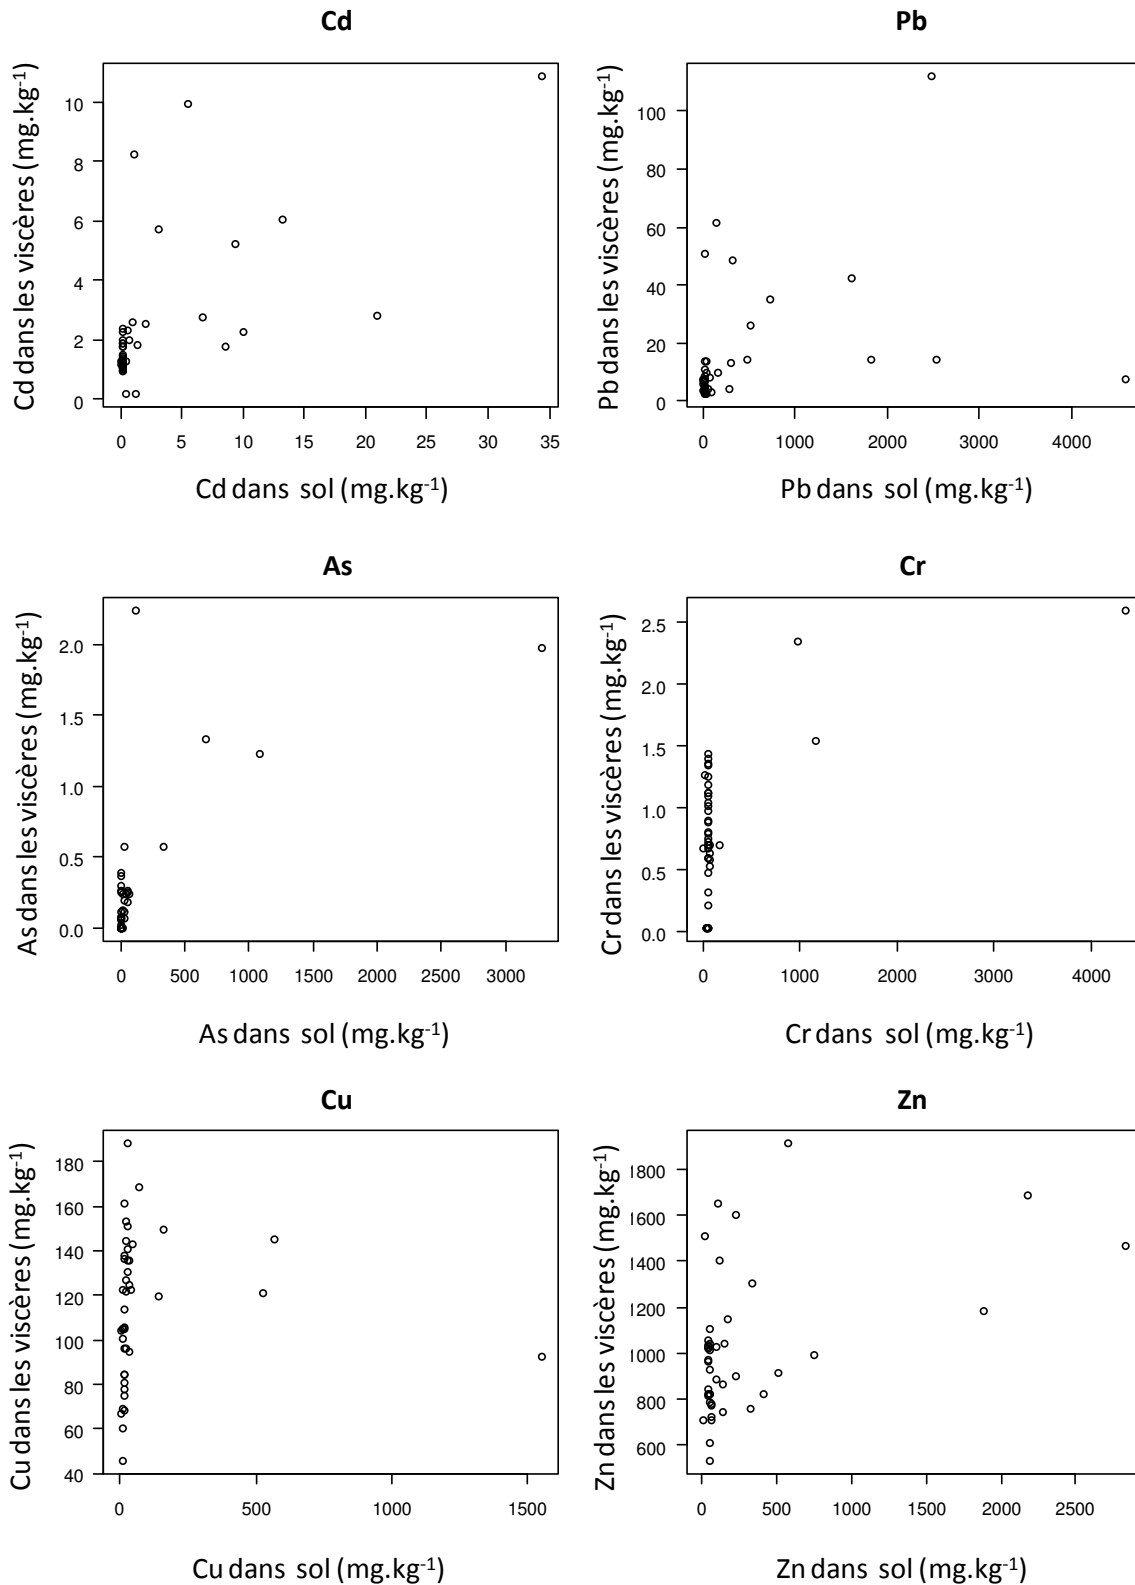 Cd
Cd dans les viscères (mg.kg⁻¹)
10
8
6
4
2
0
0 5 10 15 20 25 30 35
Cd dans sol (mg.kg⁻¹)
Pb
Pb dans les viscères (mg.kg⁻¹)
100
80
60
40
20
0
0 1000 2000 3000 4000
Pb dans sol (mg.kg⁻¹)
As
As dans les viscères (mg.kg⁻¹)
2.0
1.5
1.0
0.5
0.0
0 500 1000 1500 2000 2500 3000
As dans sol (mg.kg⁻¹)
Cr
Cr dans les viscères (mg.kg⁻¹)
2.5
2.0
1.5
1.0
0.5
0.0
0 1000 2000 3000 4000
Cr dans sol (mg.kg⁻¹)
Cu
Cu dans les viscères (mg.kg⁻¹)
180
160
140
120
100
80
60
40
0 500 1000 1500
Cu dans sol (mg.kg⁻¹)
Zn
Zn dans les viscères (mg.kg⁻¹)
1800
1600
1400
1200
1000
800
600
0 500 1000 1500 2000 2500
Zn dans sol (mg.kg⁻¹)